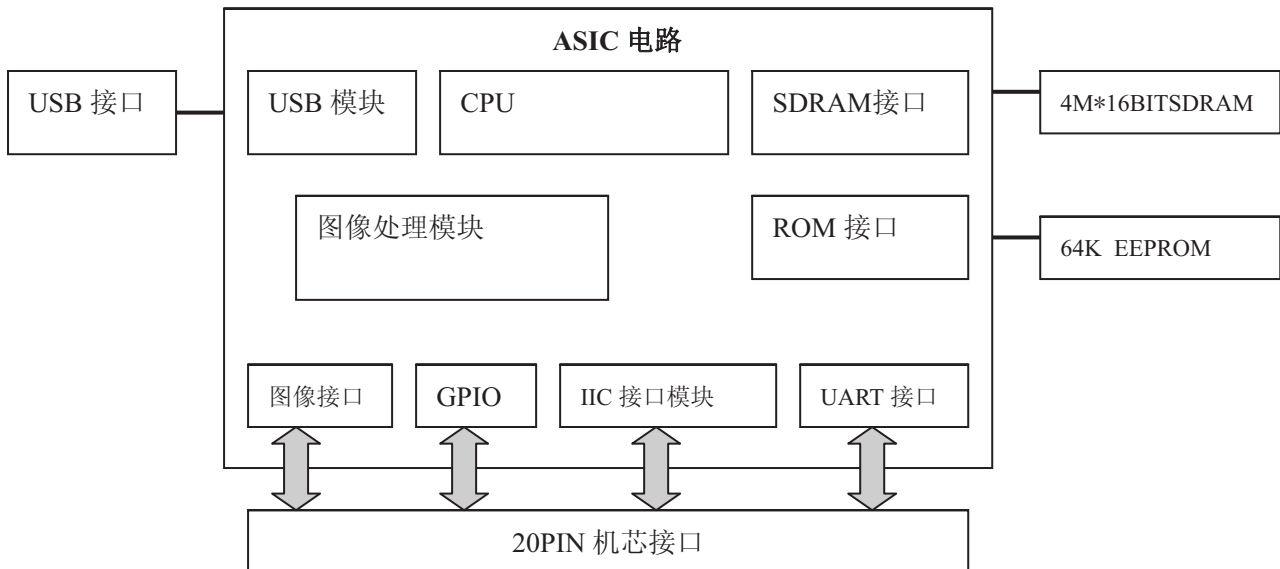 ASIC 电路
USB 接口
USB 模块
CPU
SDRAM接口
4M*16BITSDRAM
图像处理模块
ROM 接口
64K EEPROM
图像接口
GPIO
IIC 接口模块
UART 接口
20PIN 机芯接口